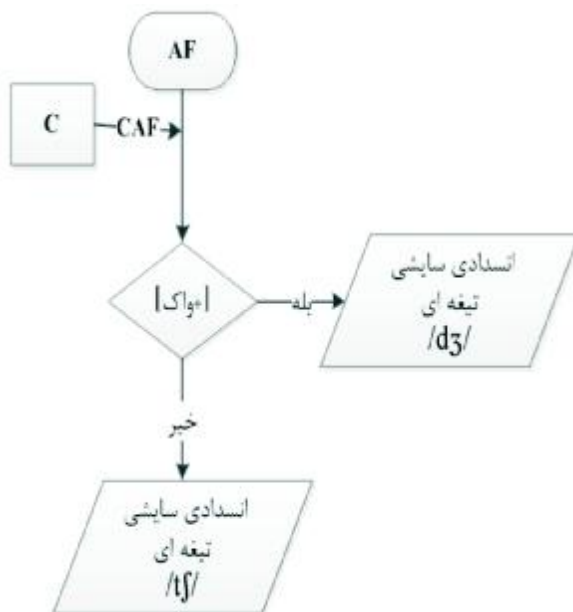 AF
C
CAF
|+واک|
بله
انسدادی سایشی
تیغه ای
/dʒ/
خیر
انسدادی سایشی
تیغه ای
/tʃ/